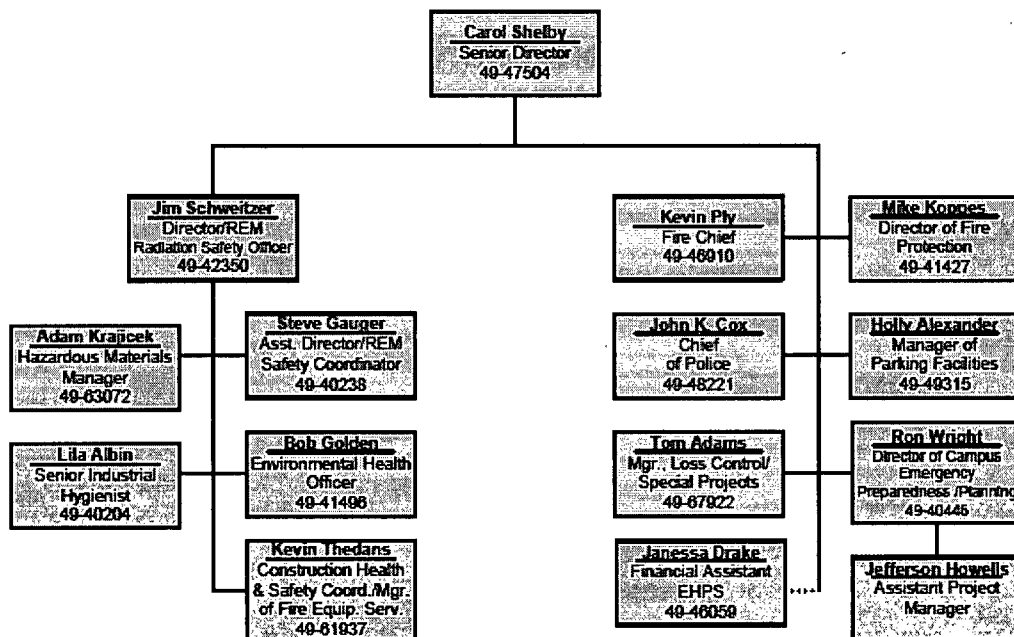 Carol Shelby
Senior Director
49-47504
Jim Schweitzer
Director/REM
Radiation Safety Officer
49-42350
Kevin Ply
Fire Chief
49-46910
Mike Koppes
Director of Fire
Protection
49-41427
Adam Krajicek
Hazardous Materials
Manager
49-63072
Steve Gauger
Asst. Director/REM
Safety Coordinator
49-40238
John K. Cox
Chief
of Police
49-48221
Holly Alexander
Manager of
Parking Facilities
49-49315
Lila Albin
Senior Industrial
Hygienist
49-40204
Bob Golden
Environmental Health
Officer
49-41496
Tom Adams
Mgr., Loss Control/
Special Projects
49-67922
Ron Wright
Director of Campus
Emergency
Preparedness /Planning
49-40446
Kevin Thedans
Construction Health
& Safety Coord./Mgr.
of Fire Equip. Serv.
49-61937
Janessa Drake
Financial Assistant
EHPS
49-46059
Jefferson Howells
Assistant Project
Manager